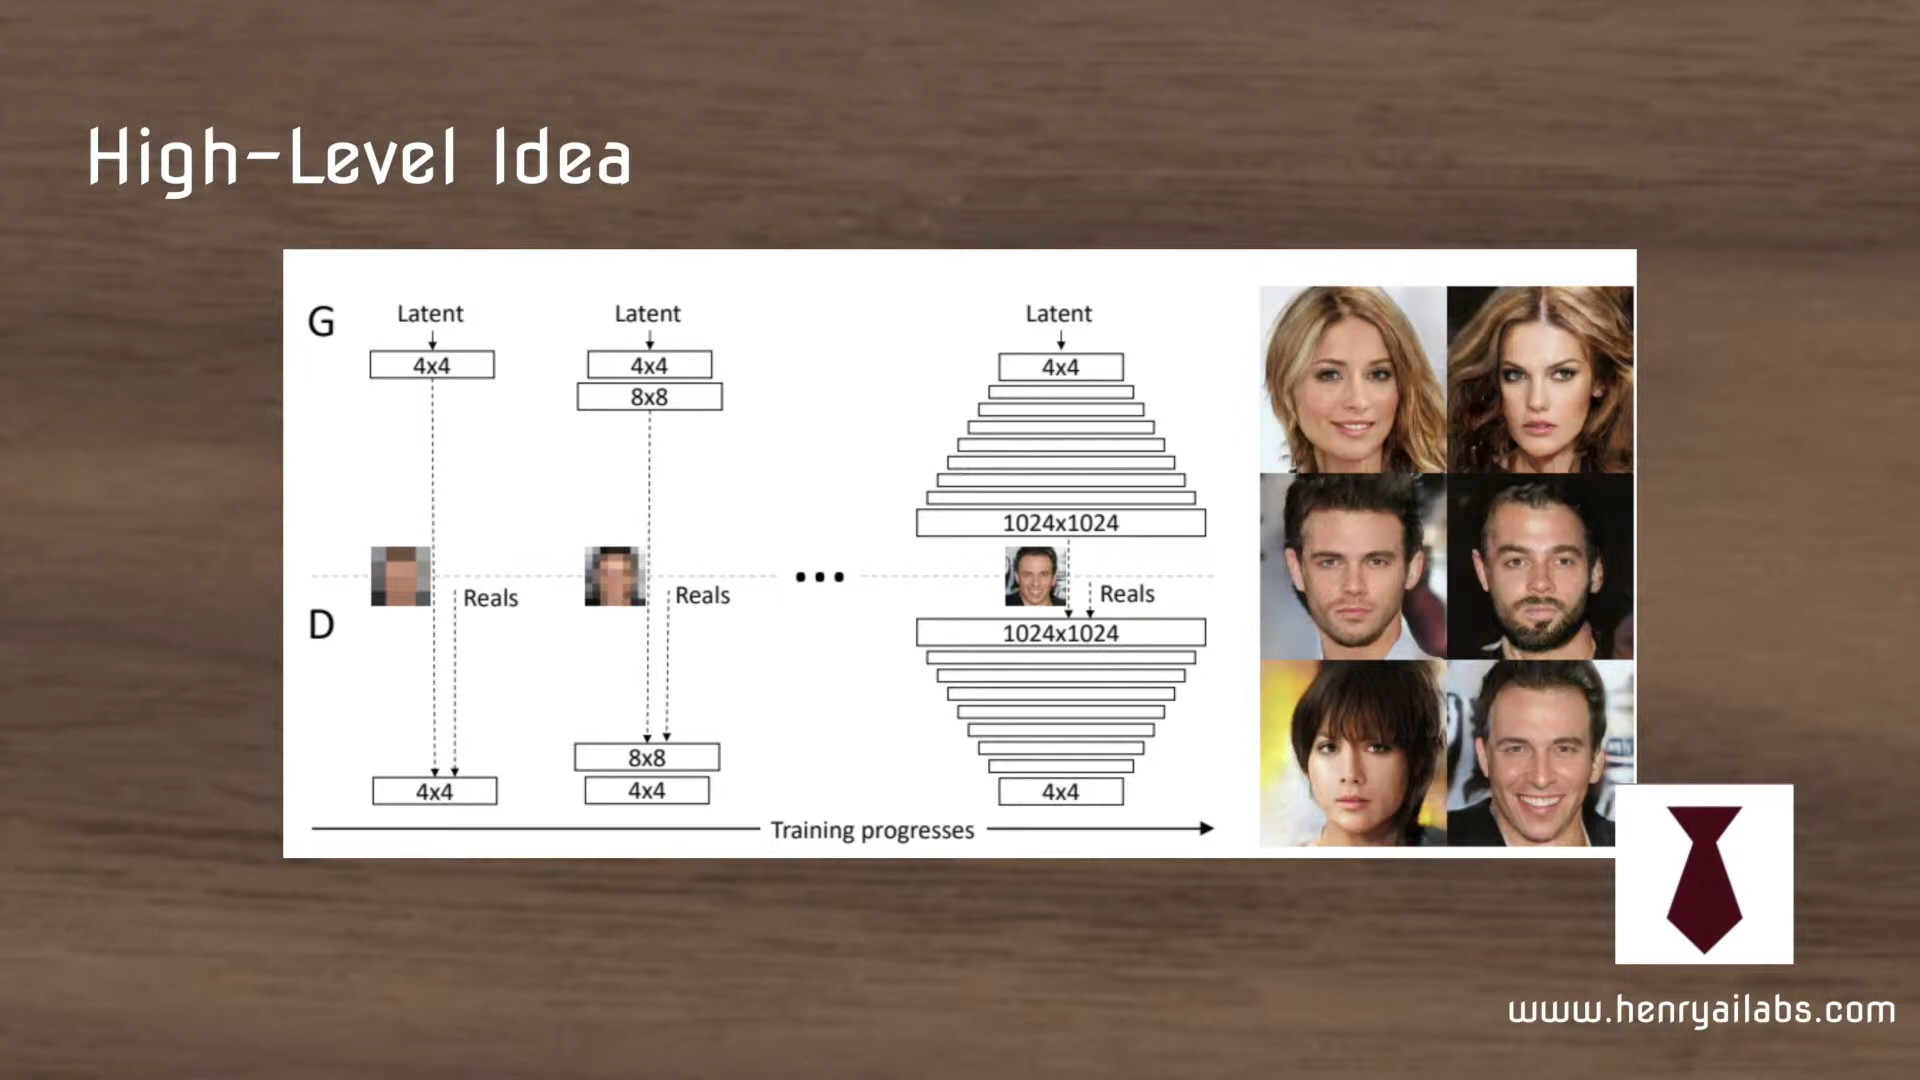 High-Level Idea
G
Latent
Latent
Latent
4x4
4x4
4x4
8x8
1024x1024
Reals
Reals
Reals
D
1024x1024
8x8
4x4
4x4
4x4
Training progresses
www.henryailabs.com